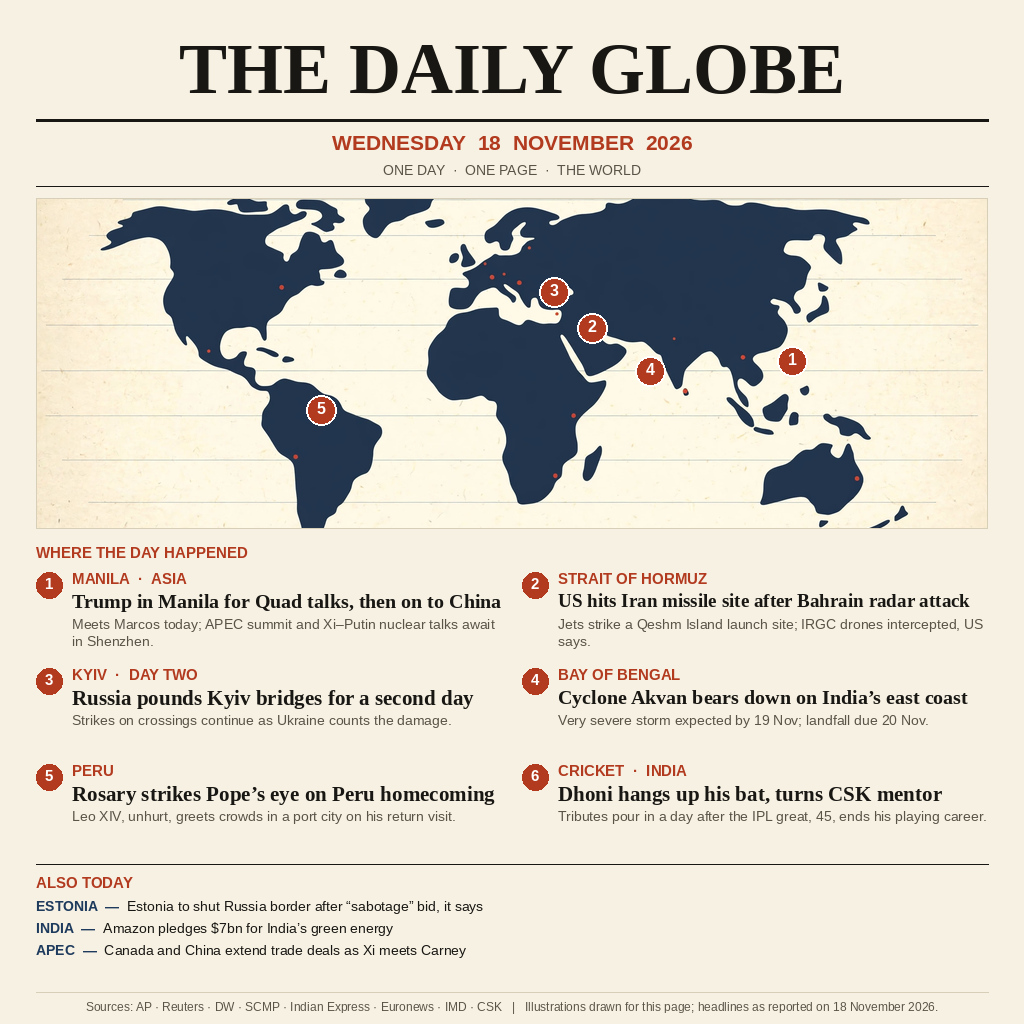 THE DAILY GLOBE
WEDNESDAY 18 NOVEMBER 2026
ONE DAY · ONE PAGE · THE WORLD
3
2
1
4
5
WHERE THE DAY HAPPENED
1
MANILA · ASIA
Trump in Manila for Quad talks, then on to China
Meets Marcos today; APEC summit and Xi–Putin nuclear talks await
in Shenzhen.
2
STRAIT OF HORMUZ
US hits Iran missile site after Bahrain radar attack
Jets strike a Qeshm Island launch site; IRGC drones intercepted, US
says.
3
KYIV · DAY TWO
Russia pounds Kyiv bridges for a second day
Strikes on crossings continue as Ukraine counts the damage.
4
BAY OF BENGAL
Cyclone Akvan bears down on India’s east coast
Very severe storm expected by 19 Nov; landfall due 20 Nov.
5
PERU
Rosary strikes Pope’s eye on Peru homecoming
Leo XIV, unhurt, greets crowds in a port city on his return visit.
6
CRICKET · INDIA
Dhoni hangs up his bat, turns CSK mentor
Tributes pour in a day after the IPL great, 45, ends his playing career.
ALSO TODAY
ESTONIA — Estonia to shut Russia border after “sabotage” bid, it says
INDIA — Amazon pledges $7bn for India’s green energy
APEC — Canada and China extend trade deals as Xi meets Carney
Sources: AP · Reuters · DW · SCMP · Indian Express · Euronews · IMD · CSK | Illustrations drawn for this page; headlines as reported on 18 November 2026.